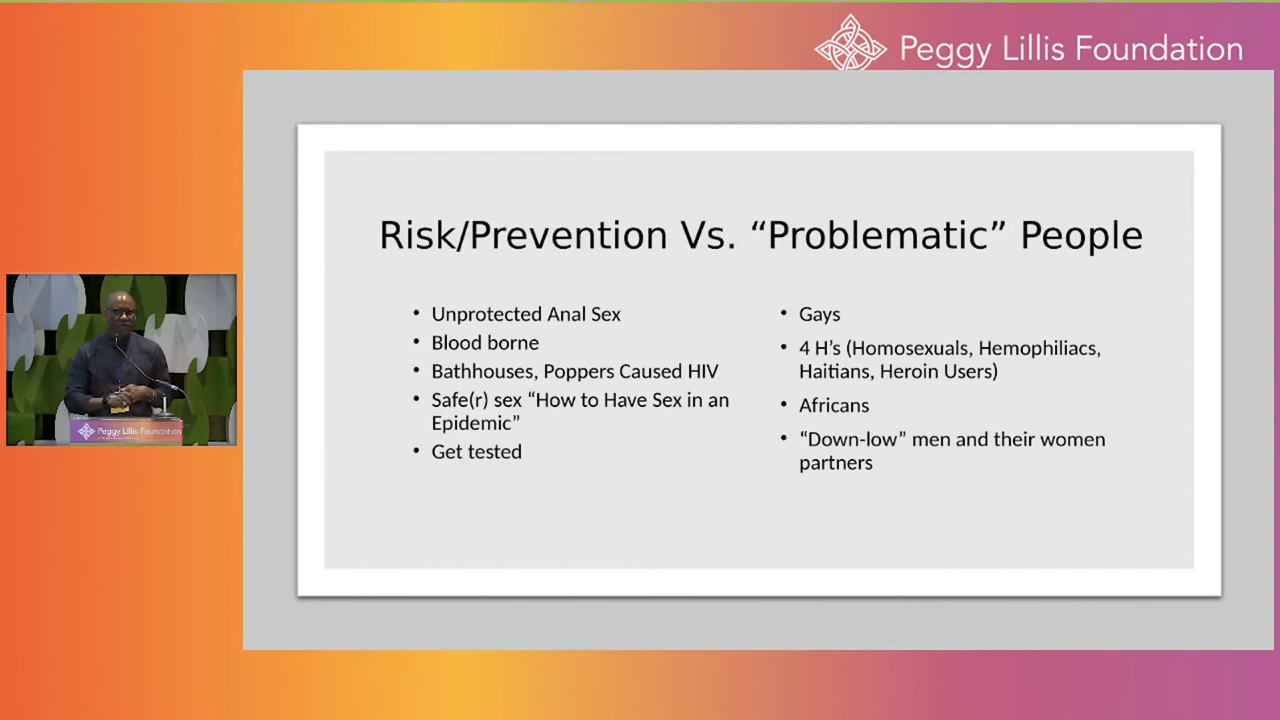 Peggy Lillis Foundation
Risk/Prevention Vs. “Problematic” People
• Unprotected Anal Sex
• Blood borne
• Bathhouses, Poppers Caused HIV
• Safe(r) sex “How to Have Sex in an
Epidemic”
• Get tested
• Gays
• 4 H’s (Homosexuals, Hemophiliacs,
Haitians, Heroin Users)
• Africans
• “Down-low” men and their women
partners
Peggy Lillis Foundation